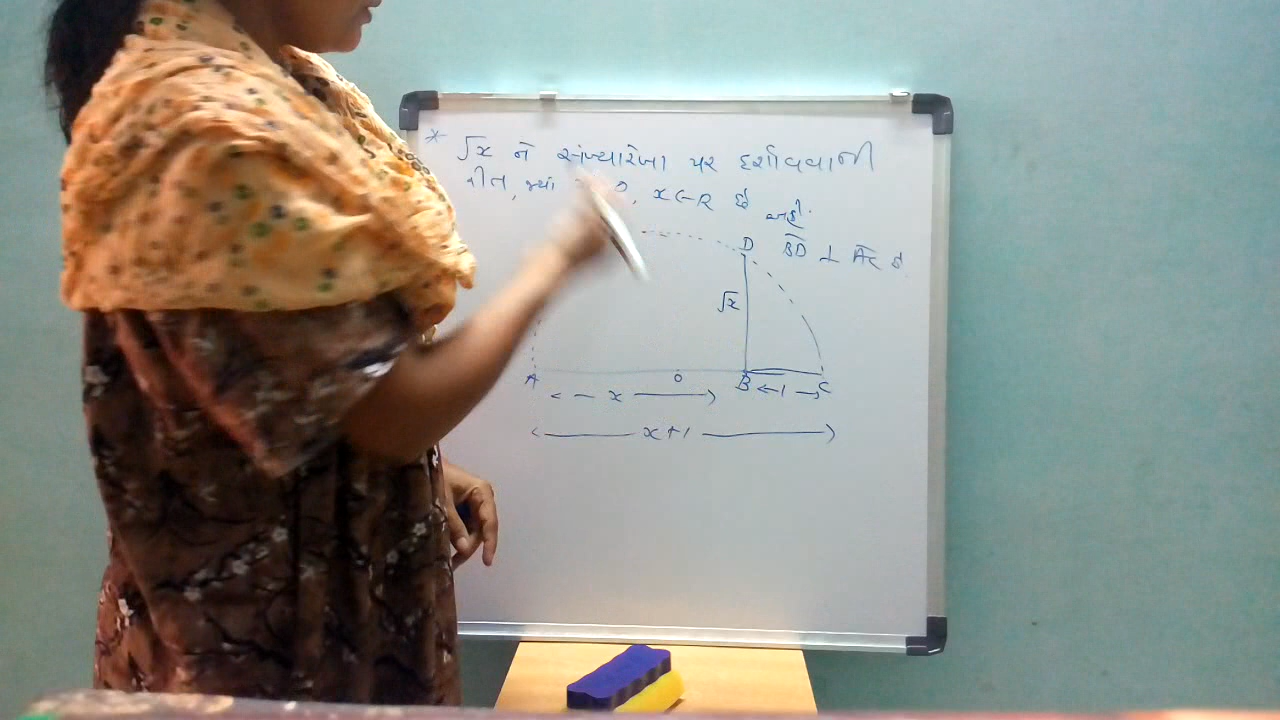 * √x ને સંખ્યારેખા પર દર્શાવવાની
રીત, જ્યાં x > 0, x ∈ R છે
અહીં
D BD ⊥ AC છે.
√x
A O B ← 1 → C
← x →
← x+1 →